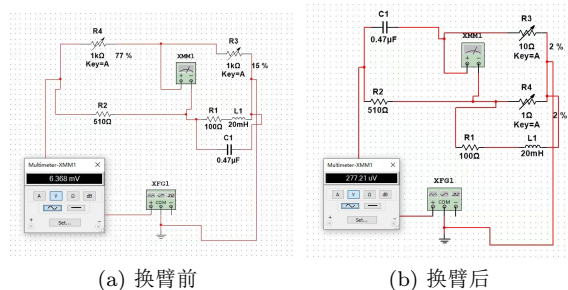 R4
1kΩ
Key=A
77 %
XMM1
R3
1kΩ
Key=A
15 %
R2
510Ω
R1
100Ω
L1
20mH
C1
0.47µF
Multimeter-XMM1
6.368 mV
A V Ω dB
Set...
XFG1
COM
C1
0.47µF
XMM1
R3
10Ω
Key=A
2 %
R2
510Ω
R4
1Ω
Key=A
2 %
R1
100Ω
L1
20mH
Multimeter-XMM1
277.21 uV
A V Ω dB
Set...
XFG1
COM
(a) 换臂前
(b) 换臂后